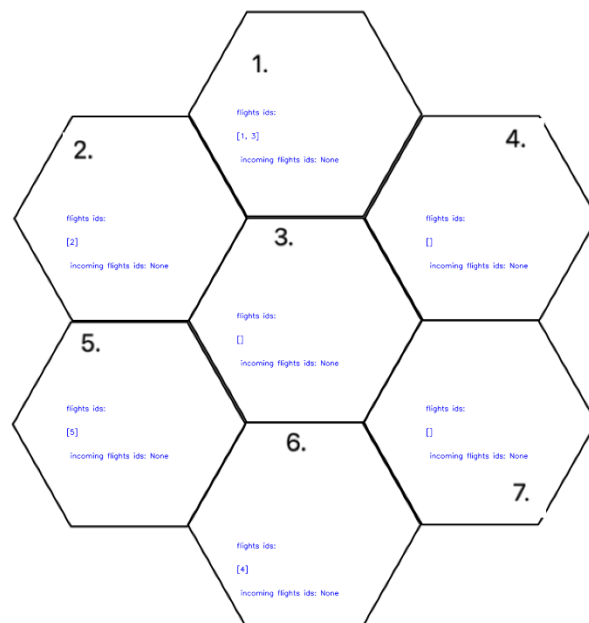 1.
flights ids:
[1, 3]
incoming flights ids: None
2.
flights ids:
[2]
incoming flights ids: None
4.
flights ids:
[]
incoming flights ids: None
3.
flights ids:
[]
incoming flights ids: None
5.
flights ids:
[5]
incoming flights ids: None
6.
flights ids:
[4]
incoming flights ids: None
flights ids:
[]
incoming flights ids: None
7.